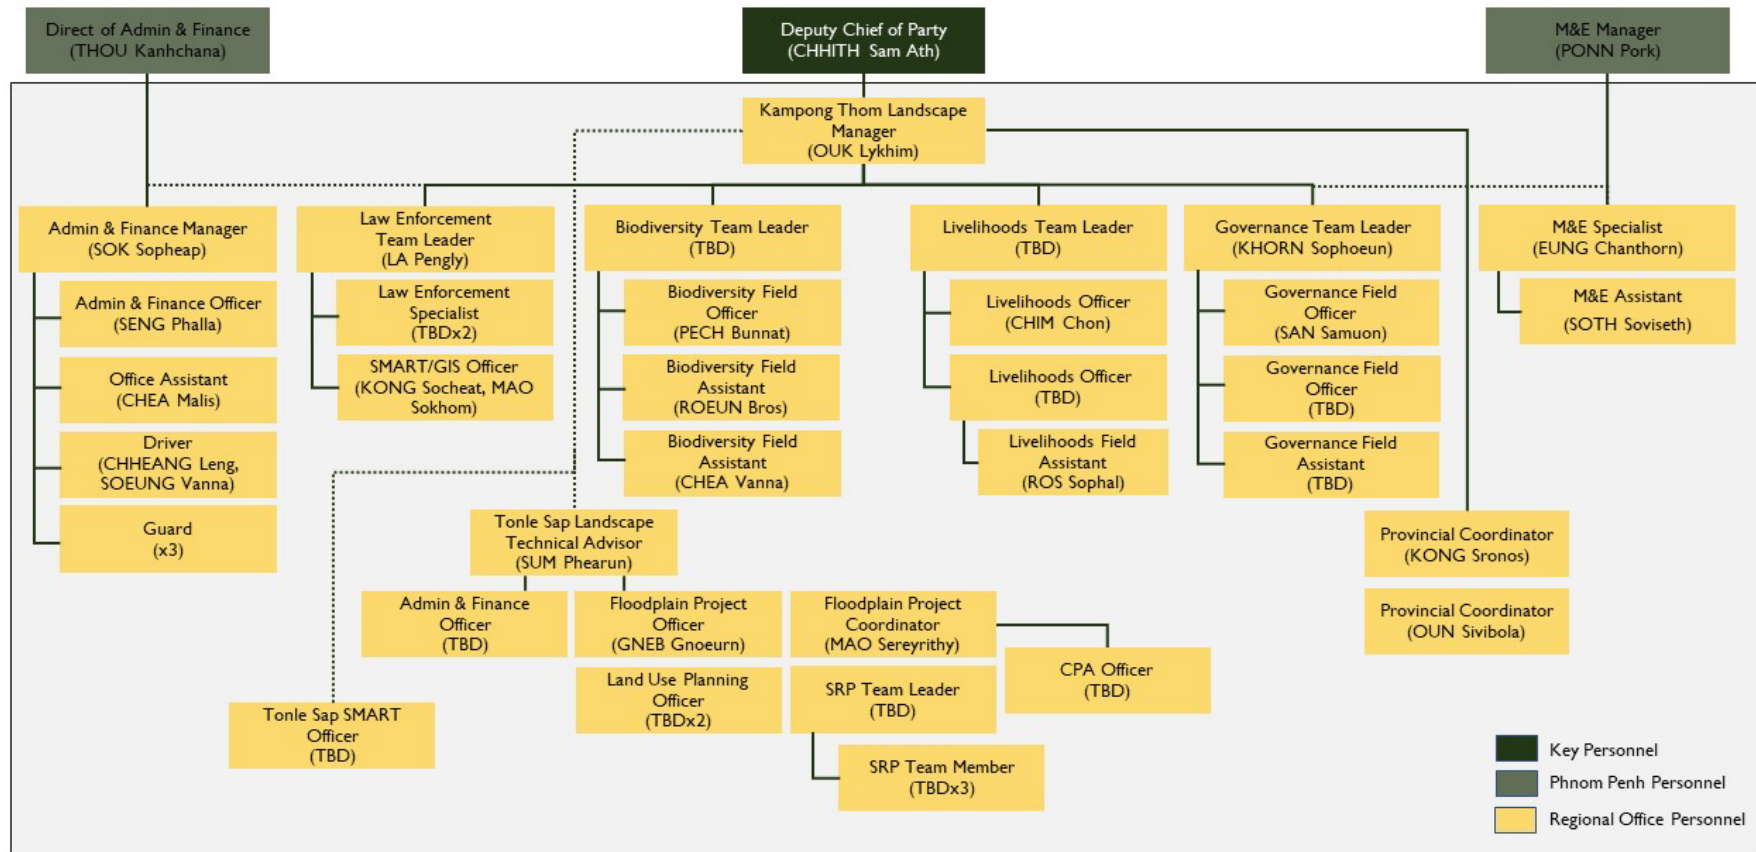 Direct of Admin & Finance
(THOU Kanhchana)
Deputy Chief of Party
(CHHITH Sam Ath)
M&E Manager
(PONN Pork)
Kampong Thom Landscape
Manager
(OUK Lykhim)
Admin & Finance Manager
(SOK Sopheap)
Admin & Finance Officer
(SENG Phalla)
Office Assistant
(CHEA Malis)
Driver
(CHHEANG Leng,
SOEUNG Vanna)
Guard
(x3)
Law Enforcement
Team Leader
(LA Pengly)
Law Enforcement
Specialist
(TBDx2)
SMART/GIS Officer
(KONG Socheat, MAO
Sokhom)
Biodiversity Team Leader
(TBD)
Biodiversity Field
Officer
(PECH Bunnat)
Biodiversity Field
Assistant
(ROEUN Bros)
Biodiversity Field
Assistant
(CHEA Vanna)
Livelihoods Team Leader
(TBD)
Livelihoods Officer
(CHIM Chon)
Livelihoods Officer
(TBD)
Livelihoods Field
Assistant
(ROS Sophal)
Governance Team Leader
(KHORN Sophoeun)
Governance Field
Officer
(SAN Samuon)
Governance Field
Officer
(TBD)
Governance Field
Assistant
(TBD)
M&E Specialist
(EUNG Chanthorn)
M&E Assistant
(SOTH Soviseth)
Provincial Coordinator
(KONG Sronos)
Provincial Coordinator
(OUN Sivibola)
Tonle Sap Landscape
Technical Advisor
(SUM Phearun)
Admin & Finance
Officer
(TBD)
Floodplain Project
Officer
(GNEB Gnoeurn)
Land Use Planning
Officer
(TBDx2)
Floodplain Project
Coordinator
(MAO Sereyrithy)
CPA Officer
(TBD)
SRP Team Leader
(TBD)
SRP Team Member
(TBDx3)
Tonle Sap SMART
Officer
(TBD)
Key Personnel
Phnom Penh Personnel
Regional Office Personnel